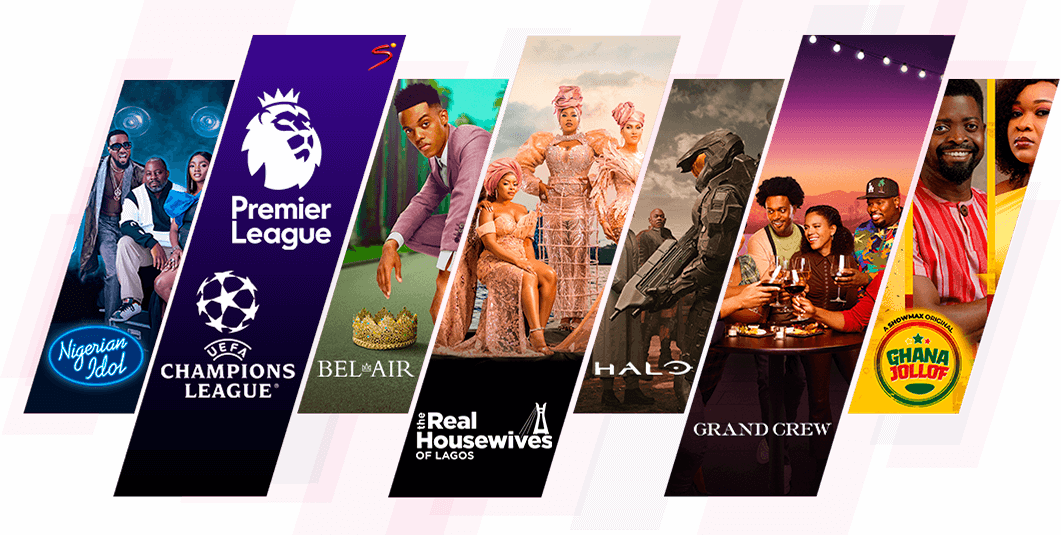 Nigerian
Idol
Premier
League
UEFA
CHAMPIONS
LEAGUE®
BEL AIR
the Real
Housewives
OF LAGOS
HALO
GRAND CREW
A SHOWMAX ORIGINAL
GHANA
JOLLOF